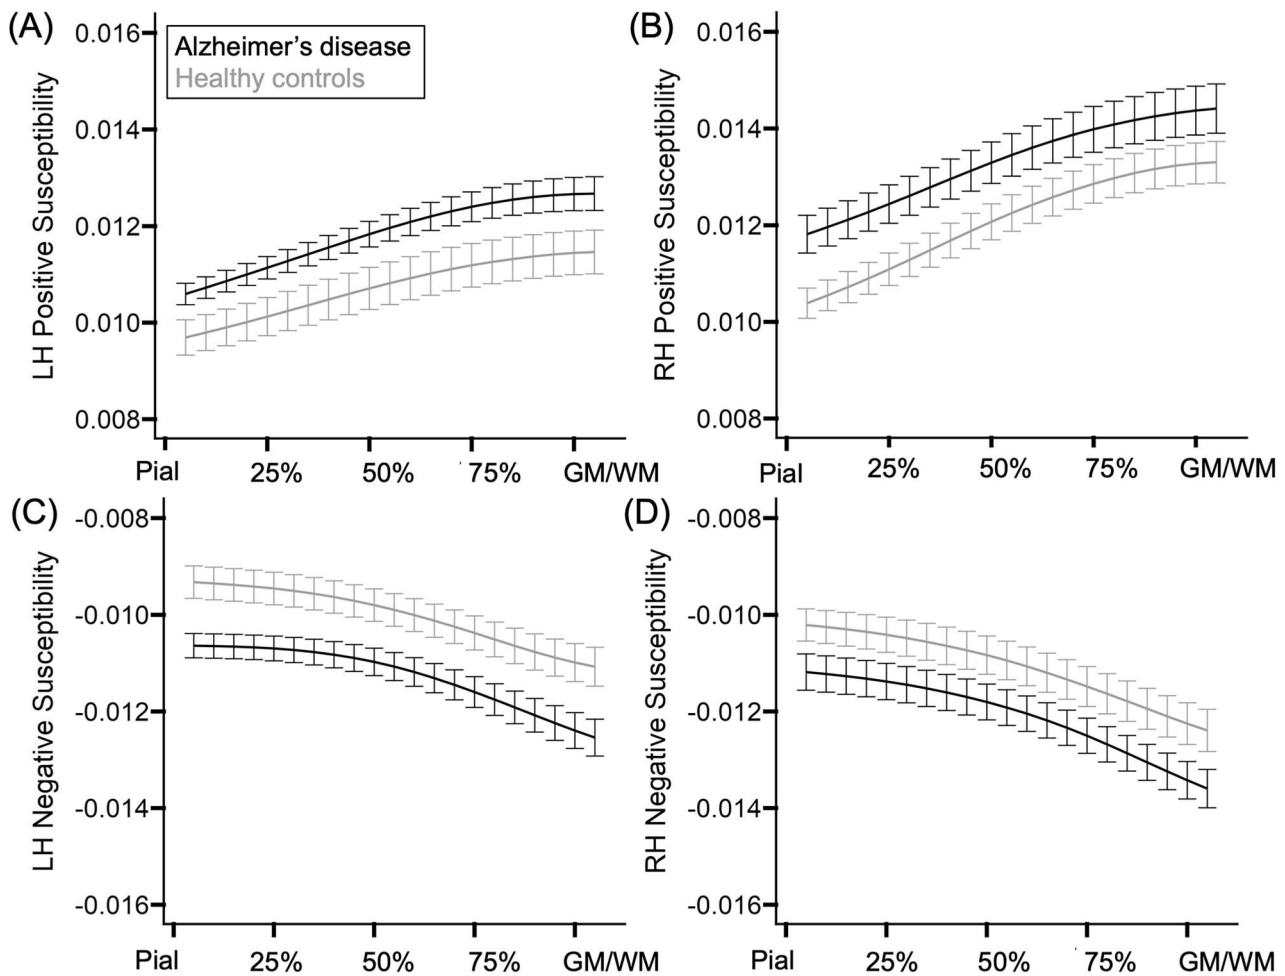 (A)
LH Positive Susceptibility
0.016
0.014
0.012
0.010
0.008
Alzheimer’s disease
Healthy controls
Pial 25% 50% 75% GM/WM
(B)
RH Positive Susceptibility
0.016
0.014
0.012
0.010
0.008
Pial 25% 50% 75% GM/WM
(C)
LH Negative Susceptibility
-0.008
-0.010
-0.012
-0.014
-0.016
Pial 25% 50% 75% GM/WM
(D)
RH Negative Susceptibility
-0.008
-0.010
-0.012
-0.014
-0.016
Pial 25% 50% 75% GM/WM